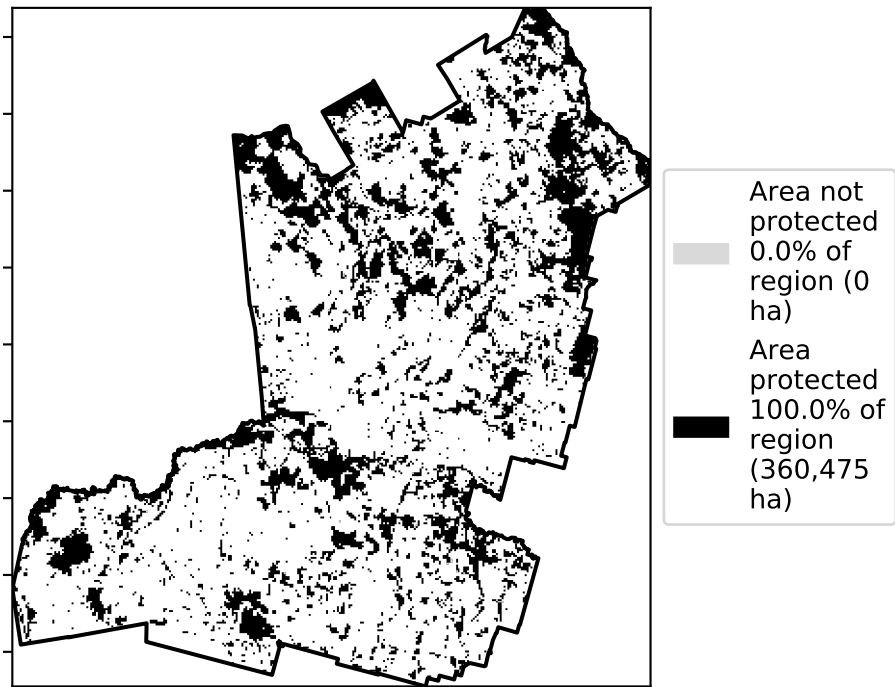 Area not
protected
0.0% of
region (0
ha)
Area
protected
100.0% of
region
(360,475
ha)